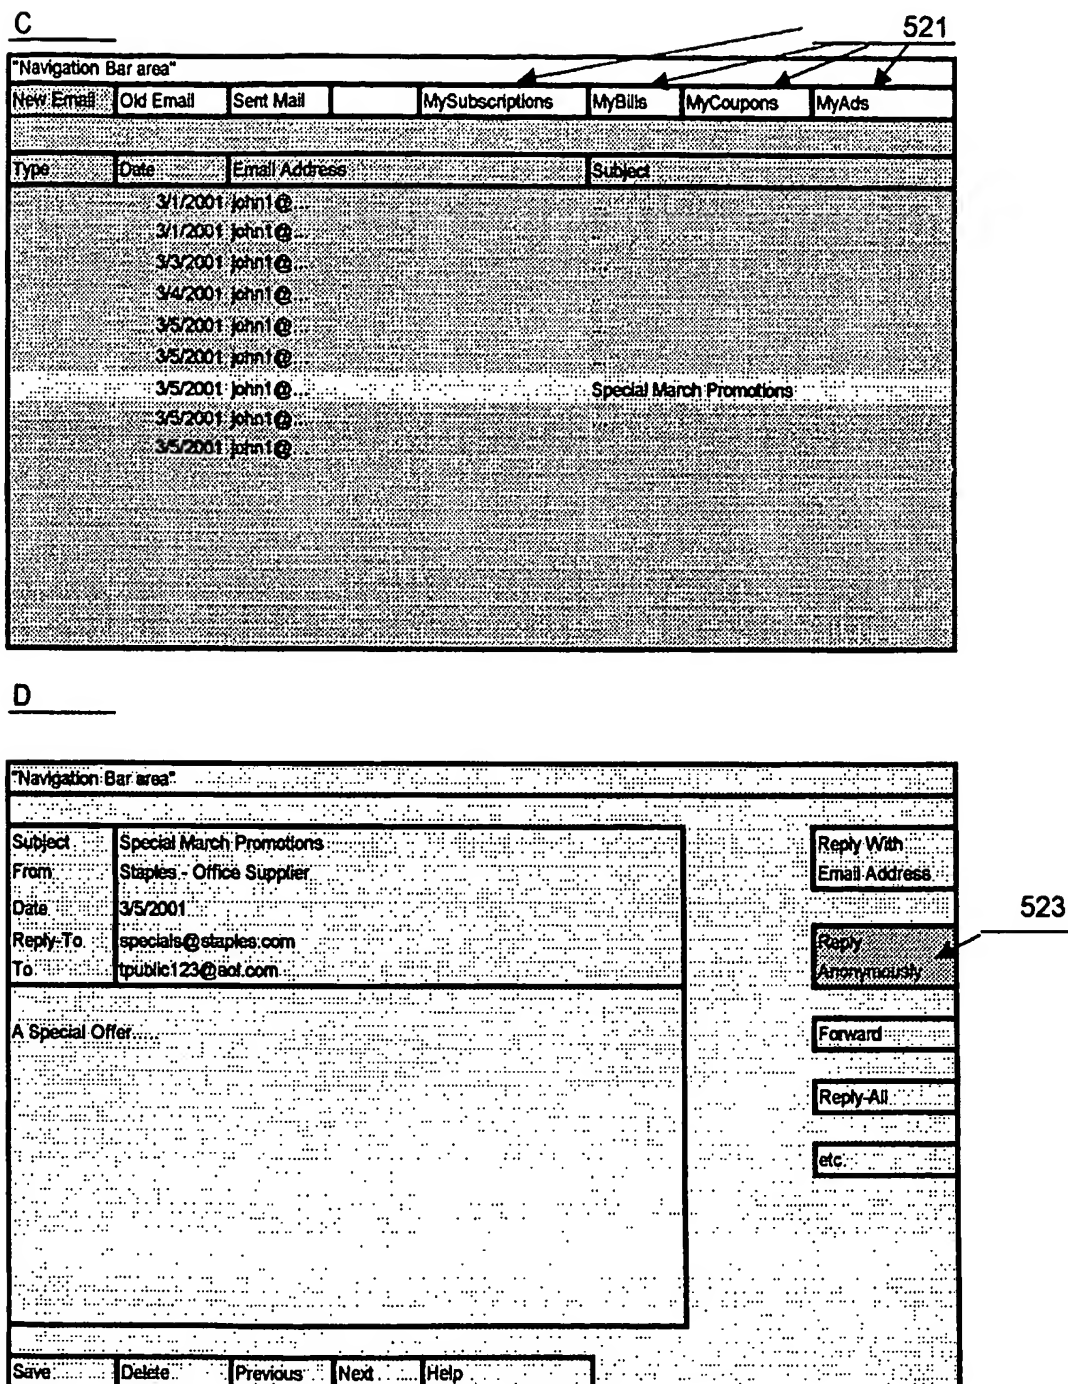 C
521
"Navigation Bar area"
New Email Old Email Sent Mail MySubscriptions MyBills MyCoupons MyAds
Type Date Email Address Subject
3/1/2001 john1@...
3/1/2001 john1@...
3/3/2001 john1@...
3/4/2001 john1@...
3/5/2001 john1@...
3/5/2001 john1@...
3/5/2001 john1@... Special March Promotions
3/5/2001 john1@...
3/5/2001 john1@...
D
"Navigation Bar area"
Subject Special March Promotions
From Staples - Office Supplier
Date 3/5/2001
Reply-To specials@staples.com
To tpublic123@aol.com
A Special Offer.....
Reply With
Email Address
523
Reply
Anonymously
Forward
Reply-All
etc.
Save Delete Previous Next Help